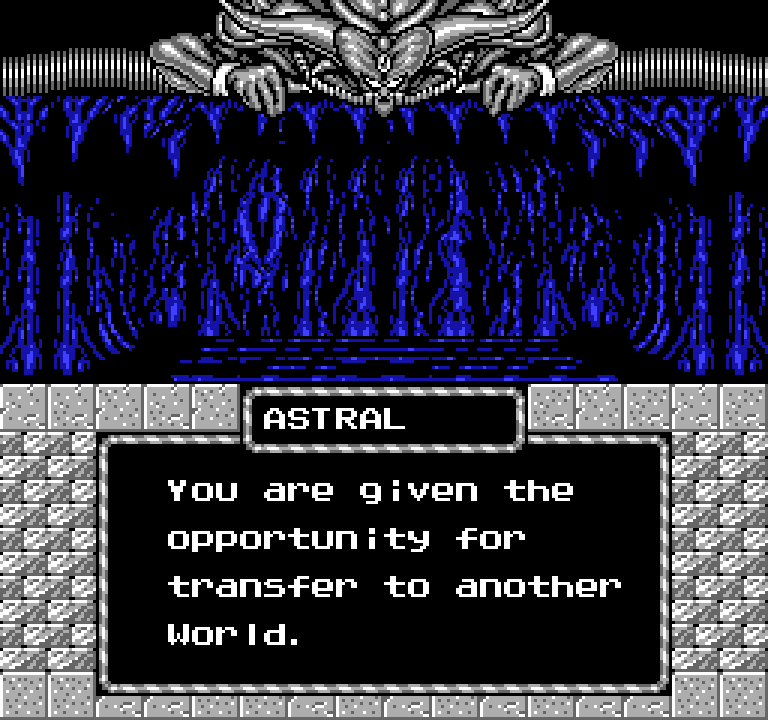 ASTRAL
You are given the
opportunity for
transfer to another
World.